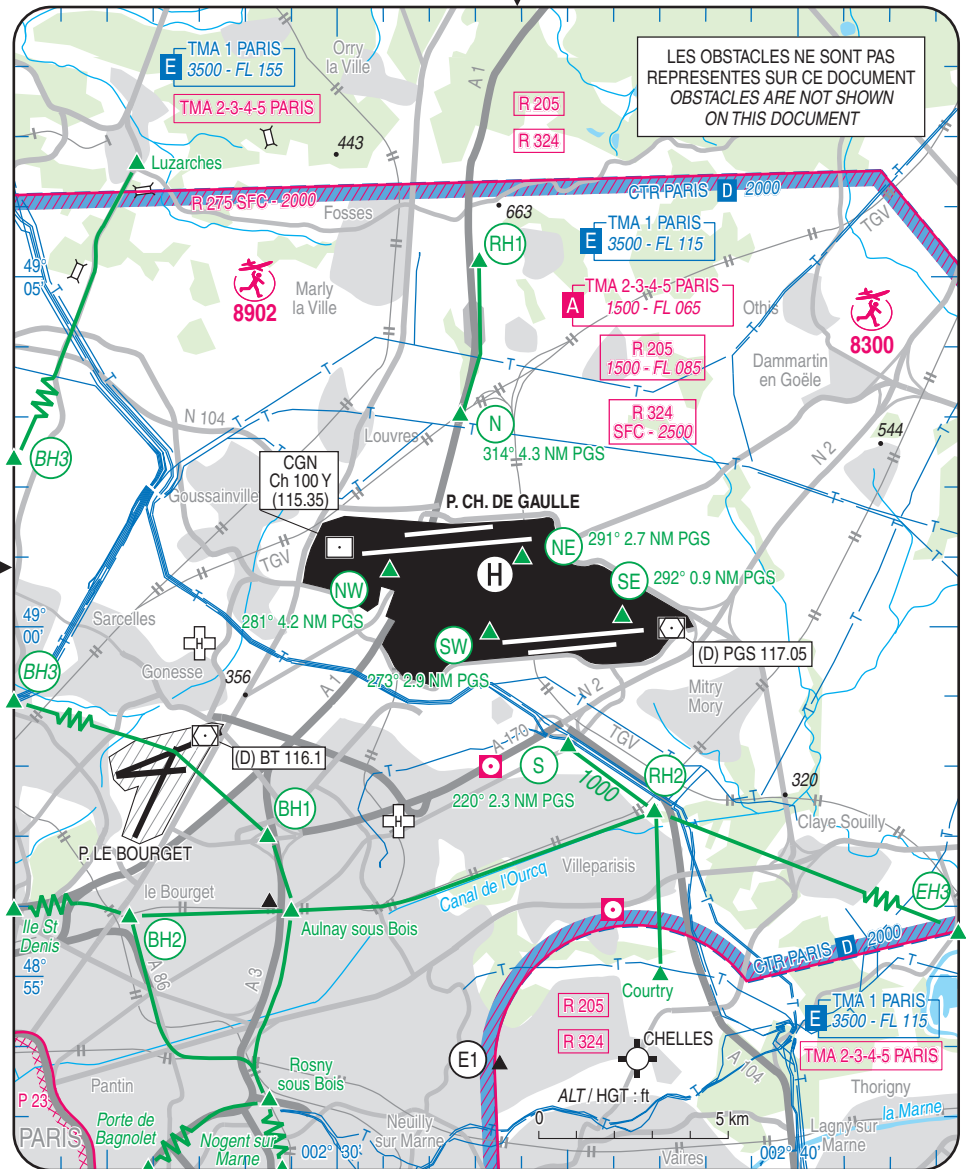 TMA 1 PARIS
E 3500 - FL 155
TMA 2-3-4-5 PARIS
Orry
la Ville
A 1
R 205
R 324
LES OBSTACLES NE SONT PAS
REPRESENTES SUR CE DOCUMENT
OBSTACLES ARE NOT SHOWN
ON THIS DOCUMENT
443
Luzarches
R 275 SFC - 2000
Fosses
663
CTR PARIS D 2000
TGV
RH1
TMA 1 PARIS
E 3500 - FL 115
49°
05'
8902
Marly
la Ville
TMA 2-3-4-5 PARIS
A 1500 - FL 065
Othis
8300
R 205
1500 - FL 085
Dammartin
en Goële
R 324
SFC - 2500
N 104
Louvres
N
314° 4.3 NM PGS
544
N 2
BH3
CGN
Ch 100 Y
(115.35)
Goussainville
P. CH. DE GAULLE
TGV
NE
291° 2.7 NM PGS
H
NW
281° 4.2 NM PGS
SE
292° 0.9 NM PGS
49°
00'
Sarcelles
SW
273° 2.9 NM PGS
(D) PGS 117.05
BH3
Gonesse
H
356
A 1
N 2
Mitry
Mory
(D) BT 116.1
A 170
TGV
S
220° 2.3 NM PGS
1000
RH2
320
BH1
H
Claye Souilly
P. LE BOURGET
Villeparisis
le Bourget
Canal de l'Ourcq
EH3
Ile St
Denis
BH2
Aulnay sous Bois
A 86
A3
CTR PARIS D 2000
48°
55'
Courtry
R 205
R 324
TMA 1 PARIS
E 3500 - FL 115
TMA 2-3-4-5 PARIS
E1
CHELLES
A 104
Rosny
sous Bois
ALT / HGT : ft
Thorigny
P 23
Pantin
0 5 km
la Marne
PARIS
Porte de
Bagnolet
Nogent sur
Marne
Neuilly
sur Marne
Lagny sur
Marne
002° 30'
Vaires
002° 40'